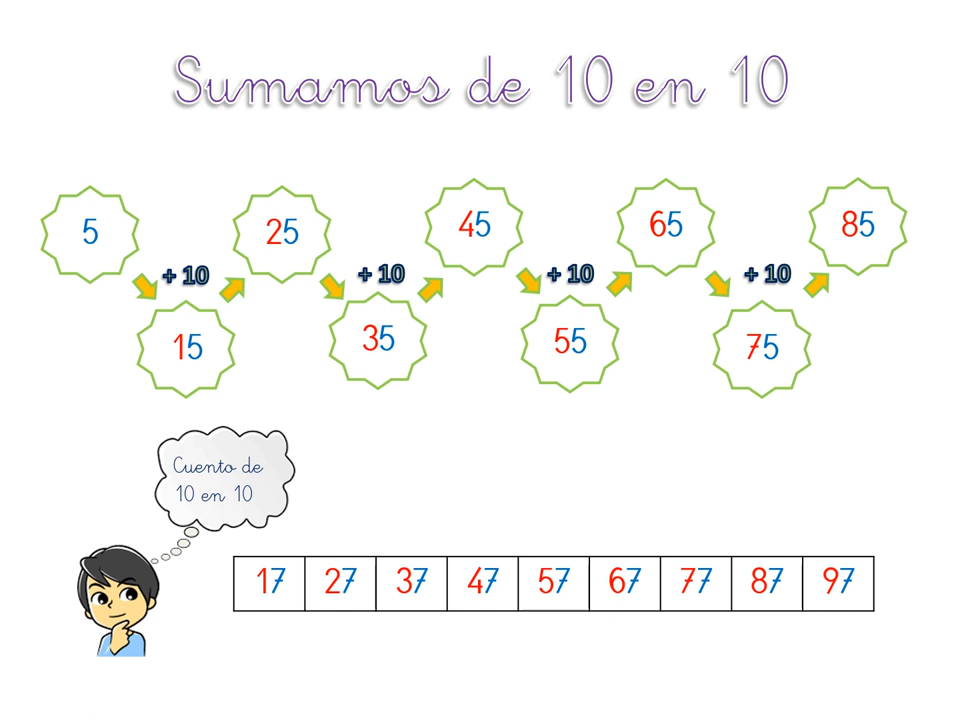 Sumamos de 10 en 10
5 25 45 65 85
+ 10 + 10 + 10 + 10
15 35 55 75
Cuento de
10 en 10
17 27 37 47 57 67 77 87 97